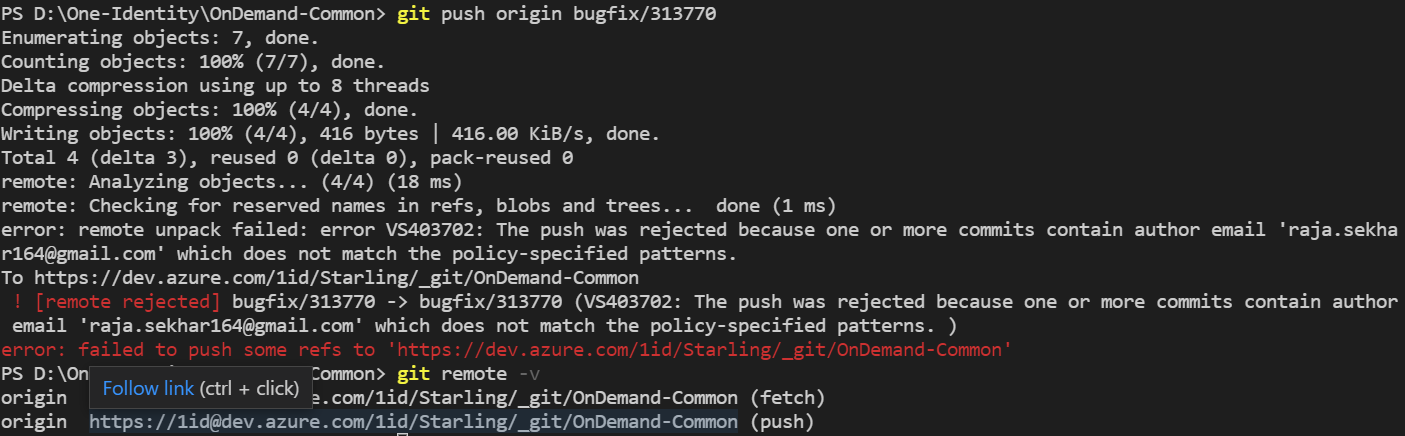 PS D:\One-Identity\OnDemand-Common> git push origin bugfix/313770
Enumerating objects: 7, done.
Counting objects: 100% (7/7), done.
Delta compression using up to 8 threads
Compressing objects: 100% (4/4), done.
Writing objects: 100% (4/4), 416 bytes | 416.00 KiB/s, done.
Total 4 (delta 3), reused 0 (delta 0), pack-reused 0
remote: Analyzing objects... (4/4) (18 ms)
remote: Checking for reserved names in refs, blobs and trees...  done (1 ms)
error: remote unpack failed: error VS403702: The push was rejected because one or more commits contain author email 'raja.sekha
r164@gmail.com' which does not match the policy-specified patterns.
To https://dev.azure.com/1id/Starling/_git/OnDemand-Common
 ! [remote rejected] bugfix/313770 -> bugfix/313770 (VS403702: The push was rejected because one or more commits contain author
 email 'raja.sekhar164@gmail.com' which does not match the policy-specified patterns. )
error: failed to push some refs to 'https://dev.azure.com/1id/Starling/_git/OnDemand-Common'
PS D:\On Common> git remote -v
Follow link (ctrl + click)
origin e.com/1id/Starling/_git/OnDemand-Common (fetch)
origin  https://1id@dev.azure.com/1id/Starling/_git/OnDemand-Common (push)